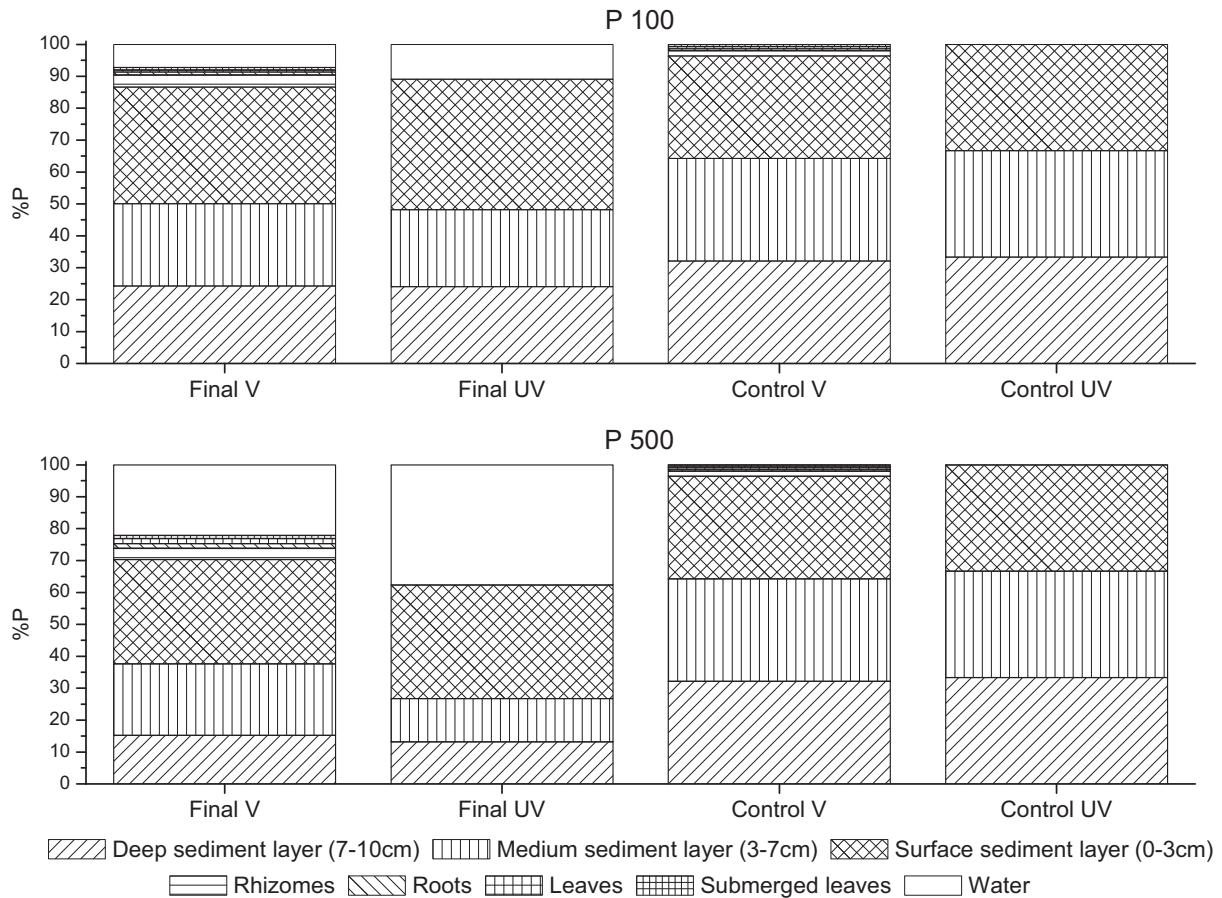 P 100
100
90
80
70
60
50
40
30
20
10
0
%P
Final V
Final UV
Control V
Control UV
P 500
100
90
80
70
60
50
40
30
20
10
0
%P
Final V
Final UV
Control V
Control UV
Deep sediment layer (7-10cm) Medium sediment layer (3-7cm) Surface sediment layer (0-3cm)
Rhizomes Roots Leaves Submerged leaves Water